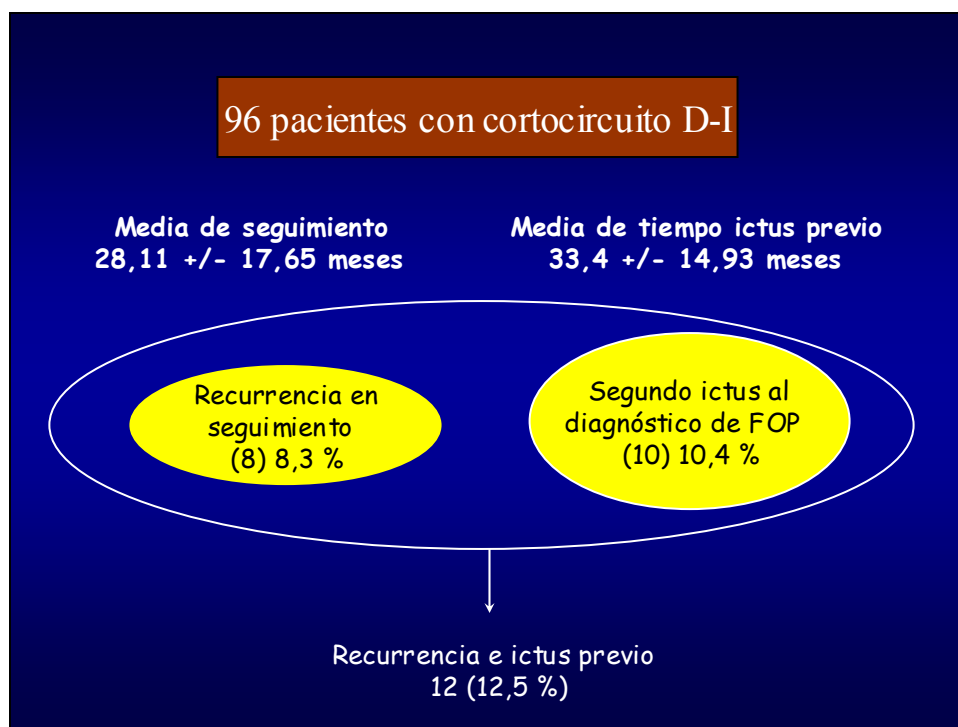 96 pacientes con cortocircuito D-I
Media de seguimiento
28,11 +/- 17,65 meses
Media de tiempo ictus previo
33,4 +/- 14,93 meses
Recurrencia en
seguimiento
(8) 8,3 %
Segundo ictus al
diagnóstico de FOP
(10) 10,4 %
Recurrencia e ictus previo
12 (12,5 %)